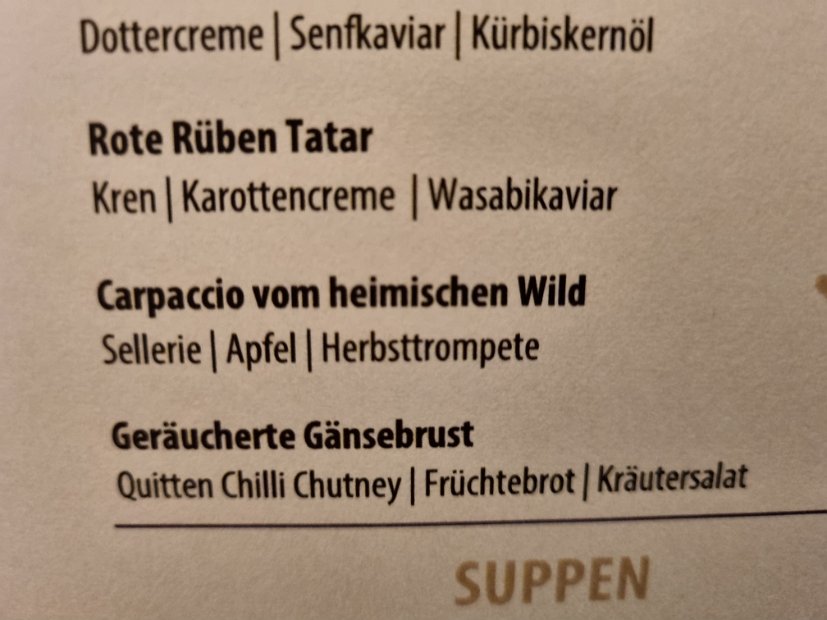 Dottercreme | Senfkaviar | Kürbiskernöl
Rote Rüben Tatar
Kren | Karottencreme | Wasabikaviar
Carpaccio vom heimischen Wild
Sellerie | Apfel | Herbsttrompete
Geräucherte Gänsebrust
Quitten Chilli Chutney | Früchtebrot | Kräutersalat
SUPPEN